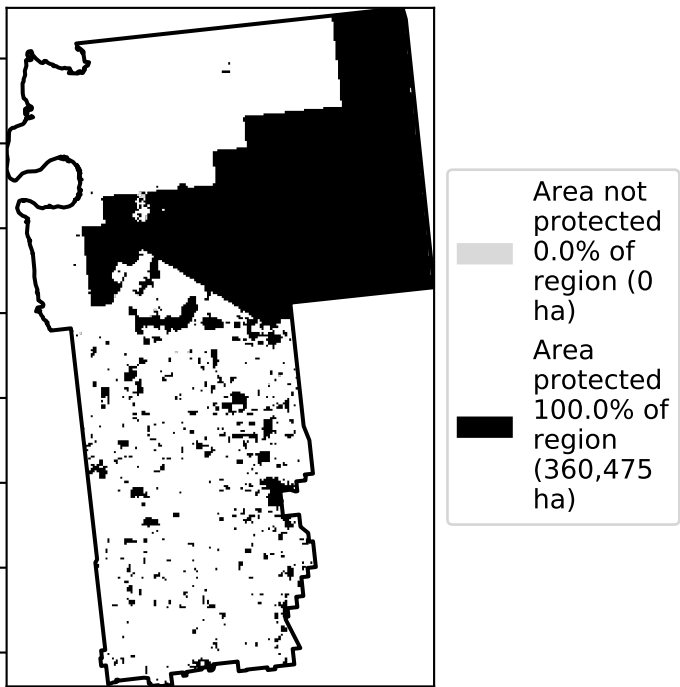 Area not
protected
0.0% of
region (0
ha)
Area
protected
100.0% of
region
(360,475
ha)